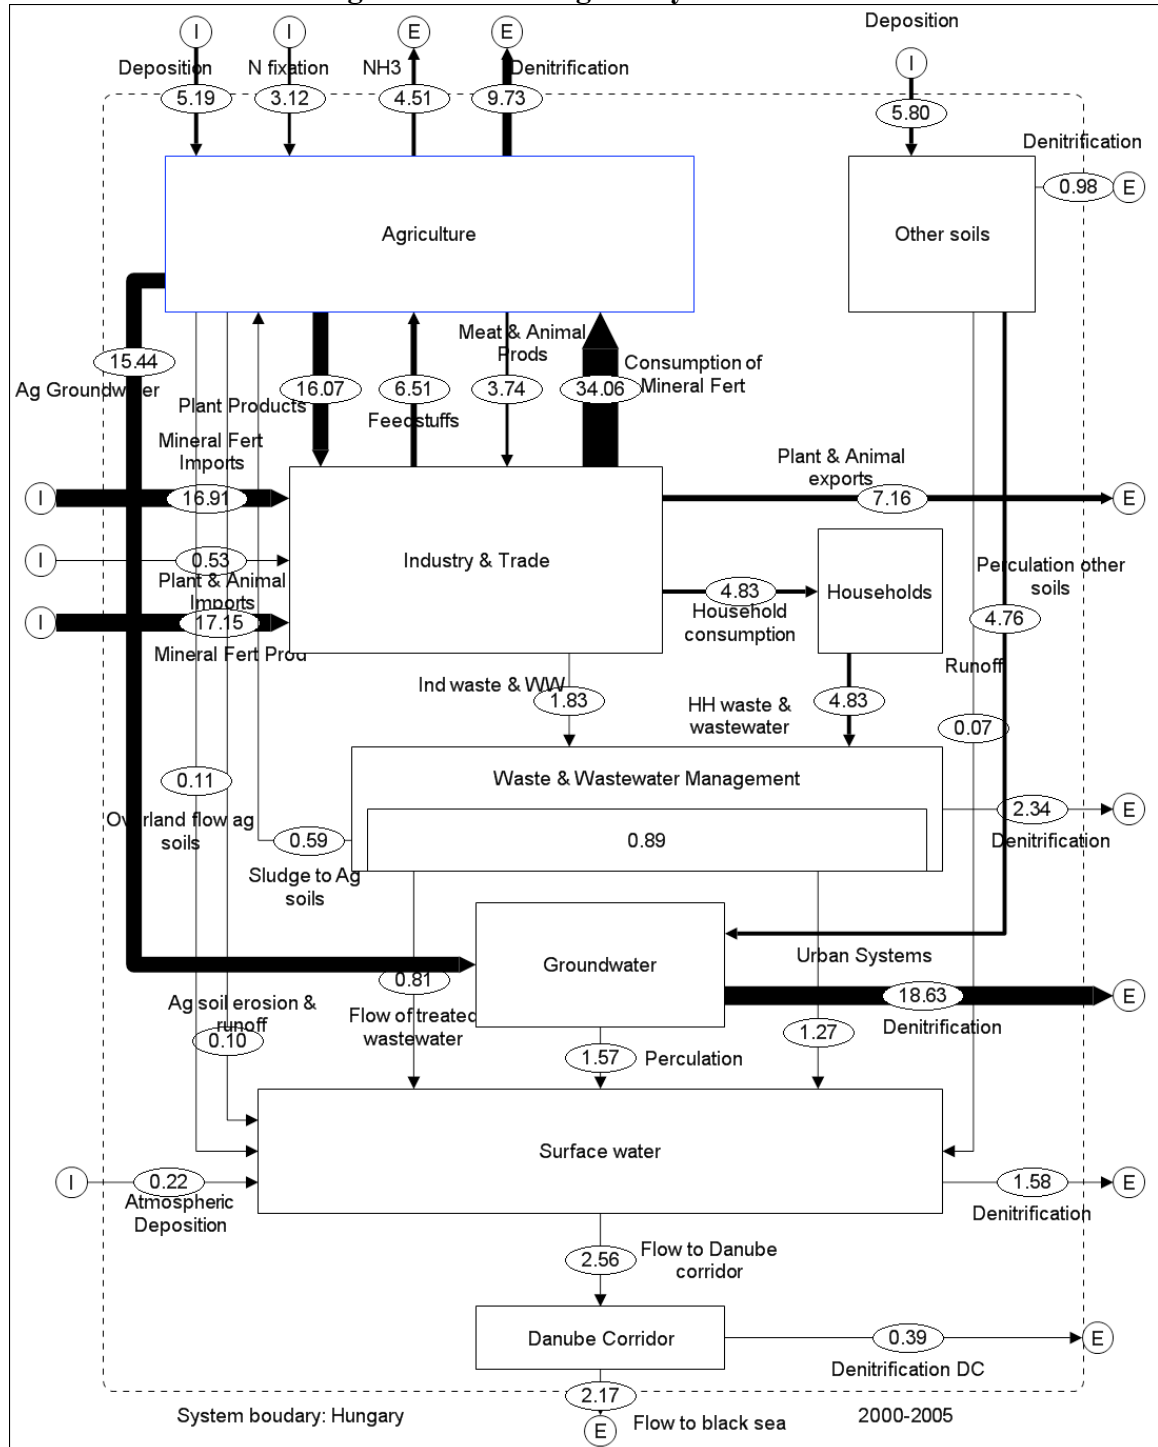 I
I
E
E
Deposition
I
Deposition
N fixation
NH3
Denitrification
5.19
3.12
4.51
9.73
5.80
Denitrification
0.98
E
Agriculture
Other soils
15.44
Ag Groundwater
Meat & Animal
Prods
Consumption of
Mineral Fert
16.07
6.51
3.74
34.06
Plant Products
Feedstuffs
Mineral Fert
Imports
Plant & Animal
exports
I
16.91
7.16
E
I
0.53
Industry & Trade
Plant & Animal
Imports
4.83
Household
consumption
Households
Perculation other
soils
4.76
I
17.15
Mineral Fert Prod
Runoff
Ind waste & WW
1.83
HH waste &
wastewater
4.83
0.07
0.11
Waste & Wastewater Management
Overland flow ag
soils
2.34
E
Denitrification
0.59
0.89
Sludge to Ag
soils
Urban Systems
Groundwater
0.81
18.63
E
Denitrification
Ag soil erosion &
runoff
0.10
Flow of treated
wastewater
1.57
Perculation
1.27
Surface water
I
0.22
Atmospheric
Deposition
1.58
E
Denitrification
2.56
Flow to Danube
corridor
Danube Corridor
0.39
E
Denitrification DC
2.17
Flow to black sea
E
System boudary: Hungary
2000-2005